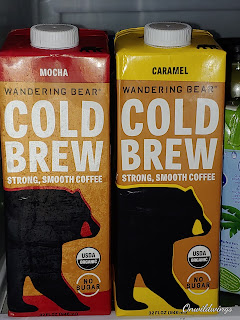 MOCHA
WANDERING BEAR®
COLD
BREW
STRONG, SMOOTH COFFEE
USDA
ORGANIC
NO
SUGAR
CARAMEL
WANDERING BEAR®
COLD
BREW
STRONG, SMOOTH COFFEE
USDA
ORGANIC
NO
SUGAR
Onwildwings